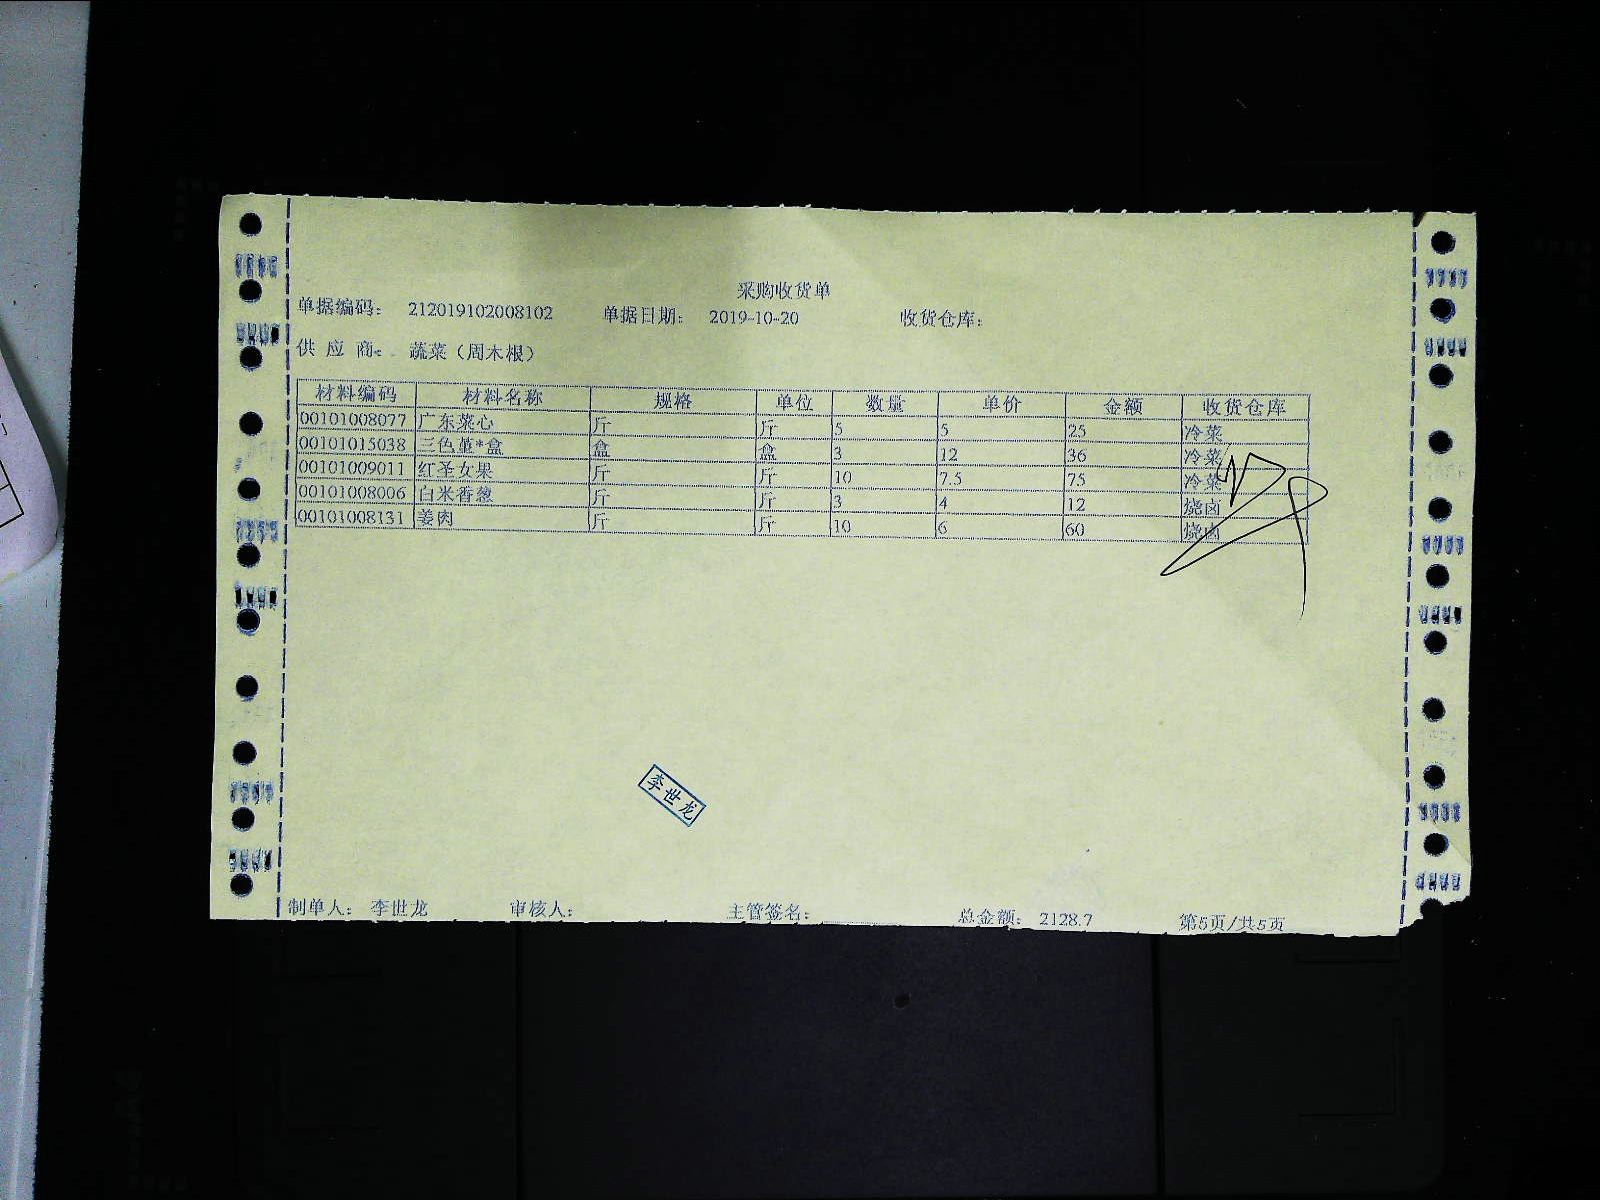 采购收货单
单据编码： 212019102008102 单据日期： 2019-10-20 收货仓库：
供 应 商： 蔬菜（周木根）
材料编码 材料名称 规格 单位 数量 单价 金额 收货仓库
00101008077 广东菜心 斤 斤 5 5 25 冷菜
00101015038 三色堇*盒 盒 盒 3 12 36 冷菜
00101009011 红圣女果 斤 斤 10 7.5 75 冷菜
00101008006 白米香葱 斤 斤 3 4 12 烧卤
00101008131 姜肉 斤 斤 10 6 60 烧卤
李世龙
制单人： 李世龙 审核人： 主管签名： 总金额： 2128.7 第5页/共5页